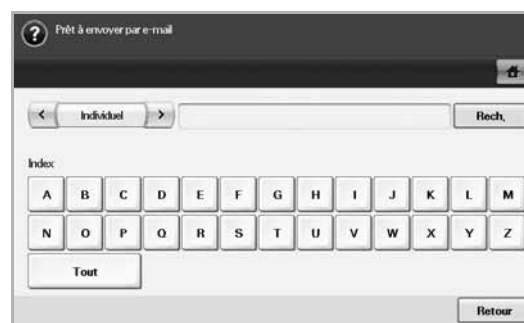 ? Prêt à envoyer par e-mail
< Individuel > Rech,
Index
A B C D E F G H I J K L M
N O P Q R S T U V W X Y Z
Tout
Retour